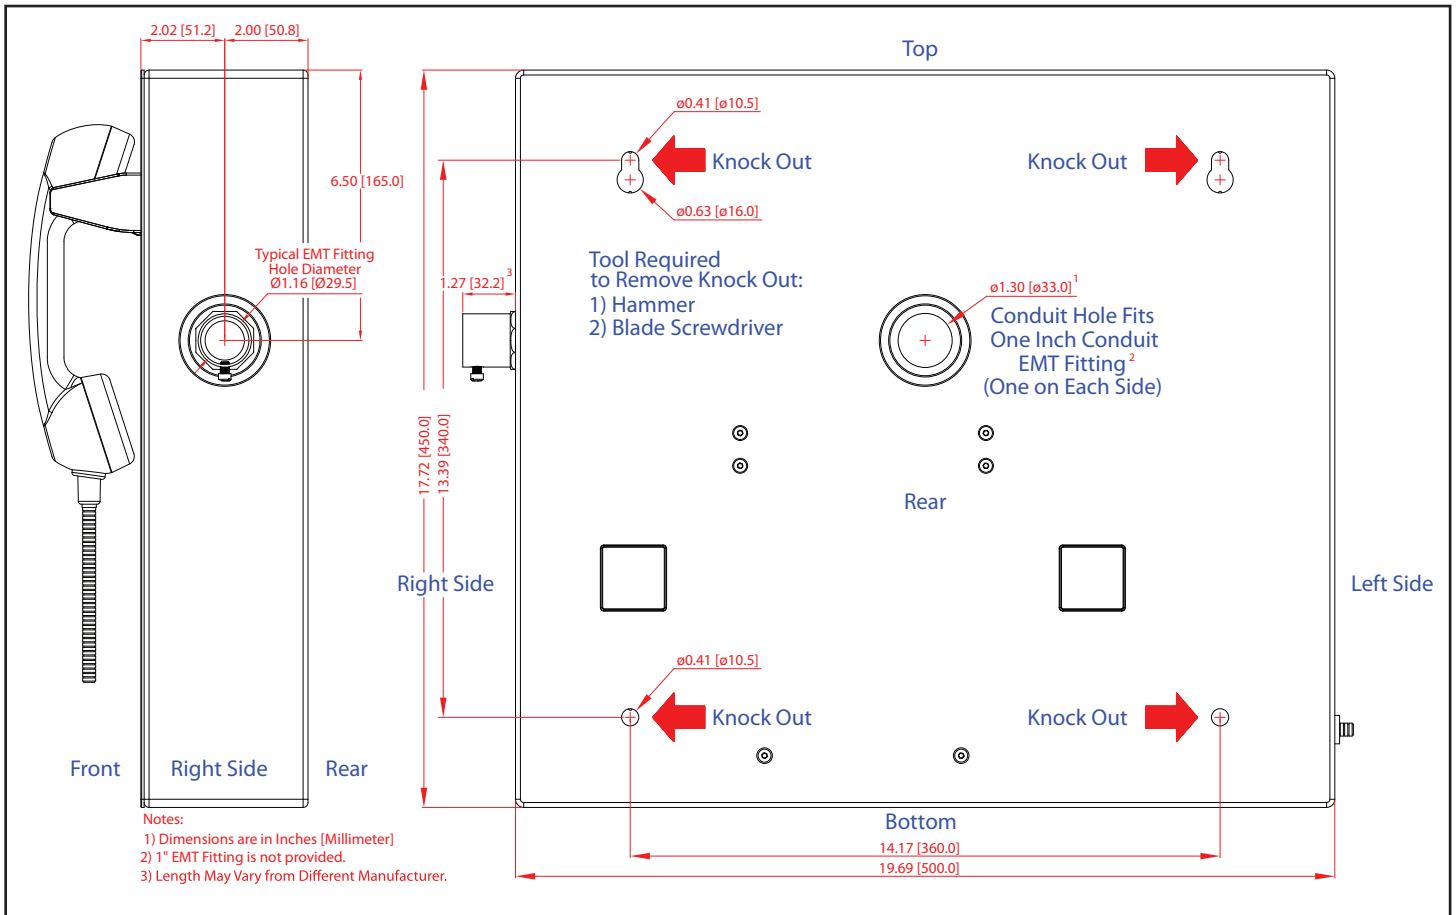 2.02 [51.2]
2.00 [50.8]
Top
ø0.41 [ø10.5]
Knock Out
Knock Out
6.50 [165.0]
ø0.63 [ø16.0]
Typical EMT Fitting
Hole Diameter
Ø1.16 [Ø29.5]
1.27 [32.2] 3
Tool Required
to Remove Knock Out:
1) Hammer
2) Blade Screwdriver
ø1.30 [ø33.0] 1
Conduit Hole Fits
One Inch Conduit
EMT Fitting 2
(One on Each Side)
17.72 [450.0]
13.39 [340.0]
Rear
Right Side
Left Side
ø0.41 [ø10.5]
Knock Out
Knock Out
Front
Right Side
Rear
Notes:
1) Dimensions are in Inches [Millimeter]
2) 1" EMT Fitting is not provided.
3) Length May Vary from Different Manufacturer.
Bottom
14.17 [360.0]
19.69 [500.0]